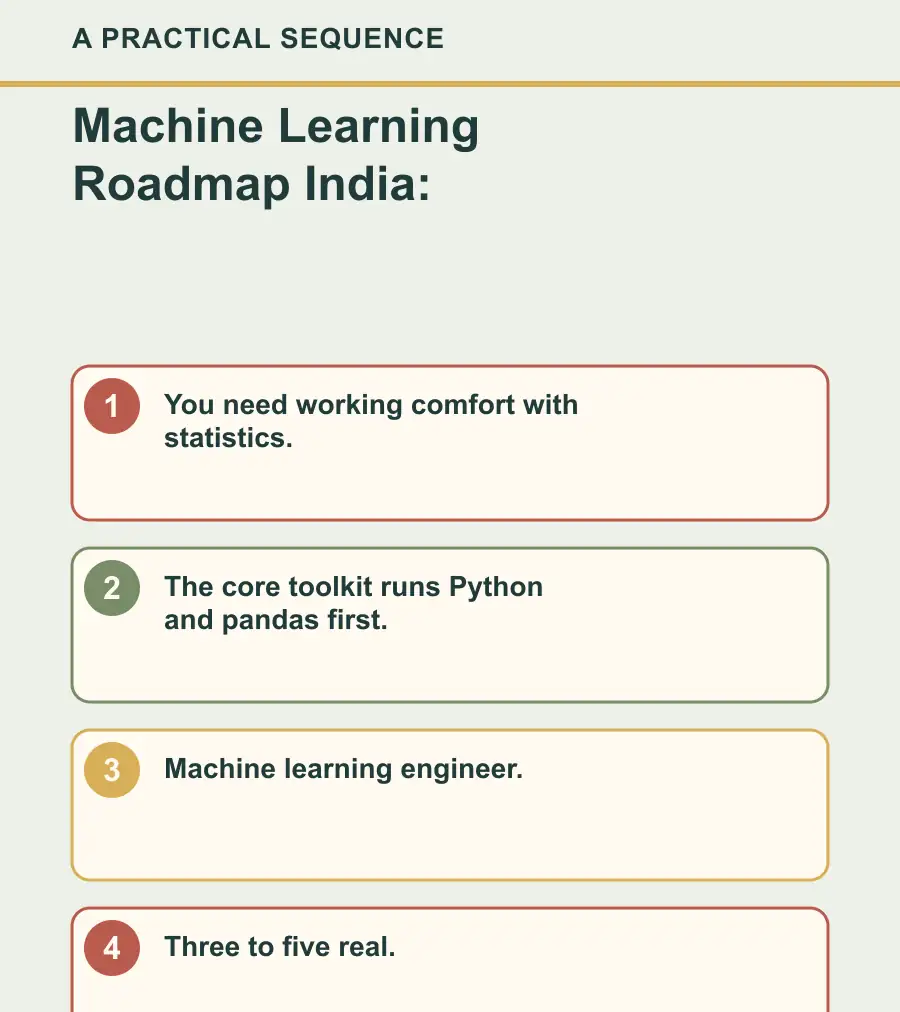 A PRACTICAL SEQUENCE
Machine Learning
Roadmap India:
1
You need working comfort with
statistics.
2
The core toolkit runs Python
and pandas first.
3
Machine learning engineer.
4
Three to five real.